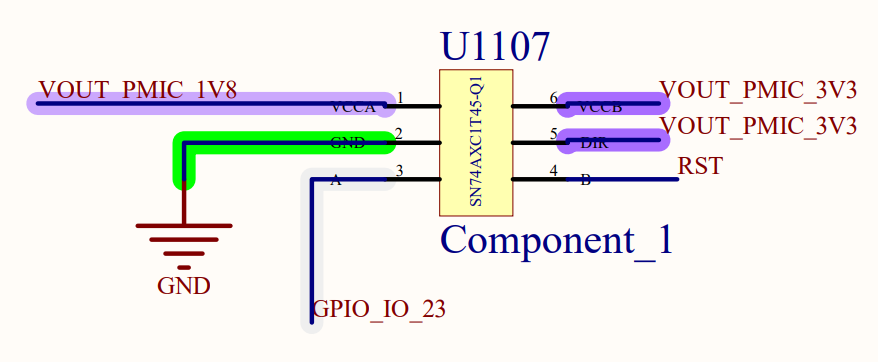 U1107
VOUT_PMIC_1V8
VCCA
1
6
VCCB
VOUT_PMIC_3V3
GND
2
5
DIR
VOUT_PMIC_3V3
A
3
4
B
RST
SN74AXC1T45-Q1
Component_1
GND
GPIO_IO_23